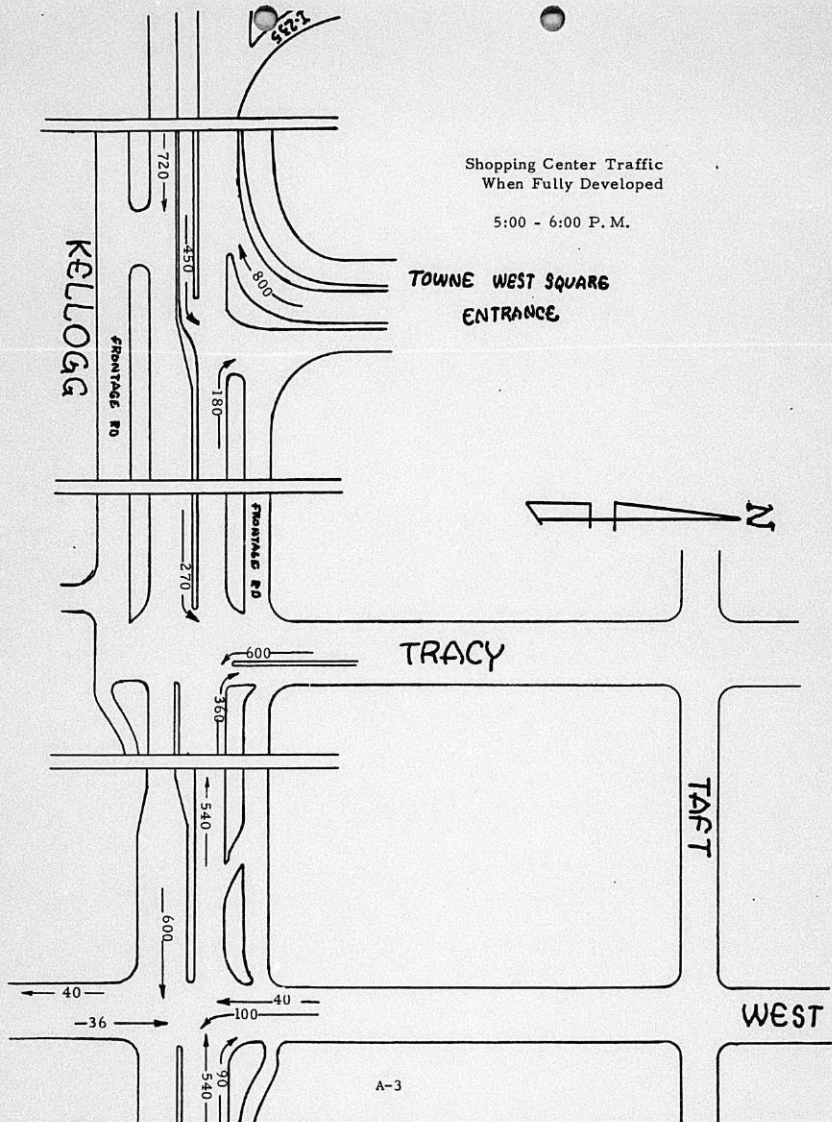 I-235
720
Shopping Center Traffic
When Fully Developed
5:00 - 6:00 P. M.
450
800
TOWNE WEST SQUARE
ENTRANCE
KELLOGG
FRONTAGE RD
180
N
FRONTAGE RD
270
600
TRACY
360
540
TAFT
600
40
40
100
36
WEST
540
90
A-3